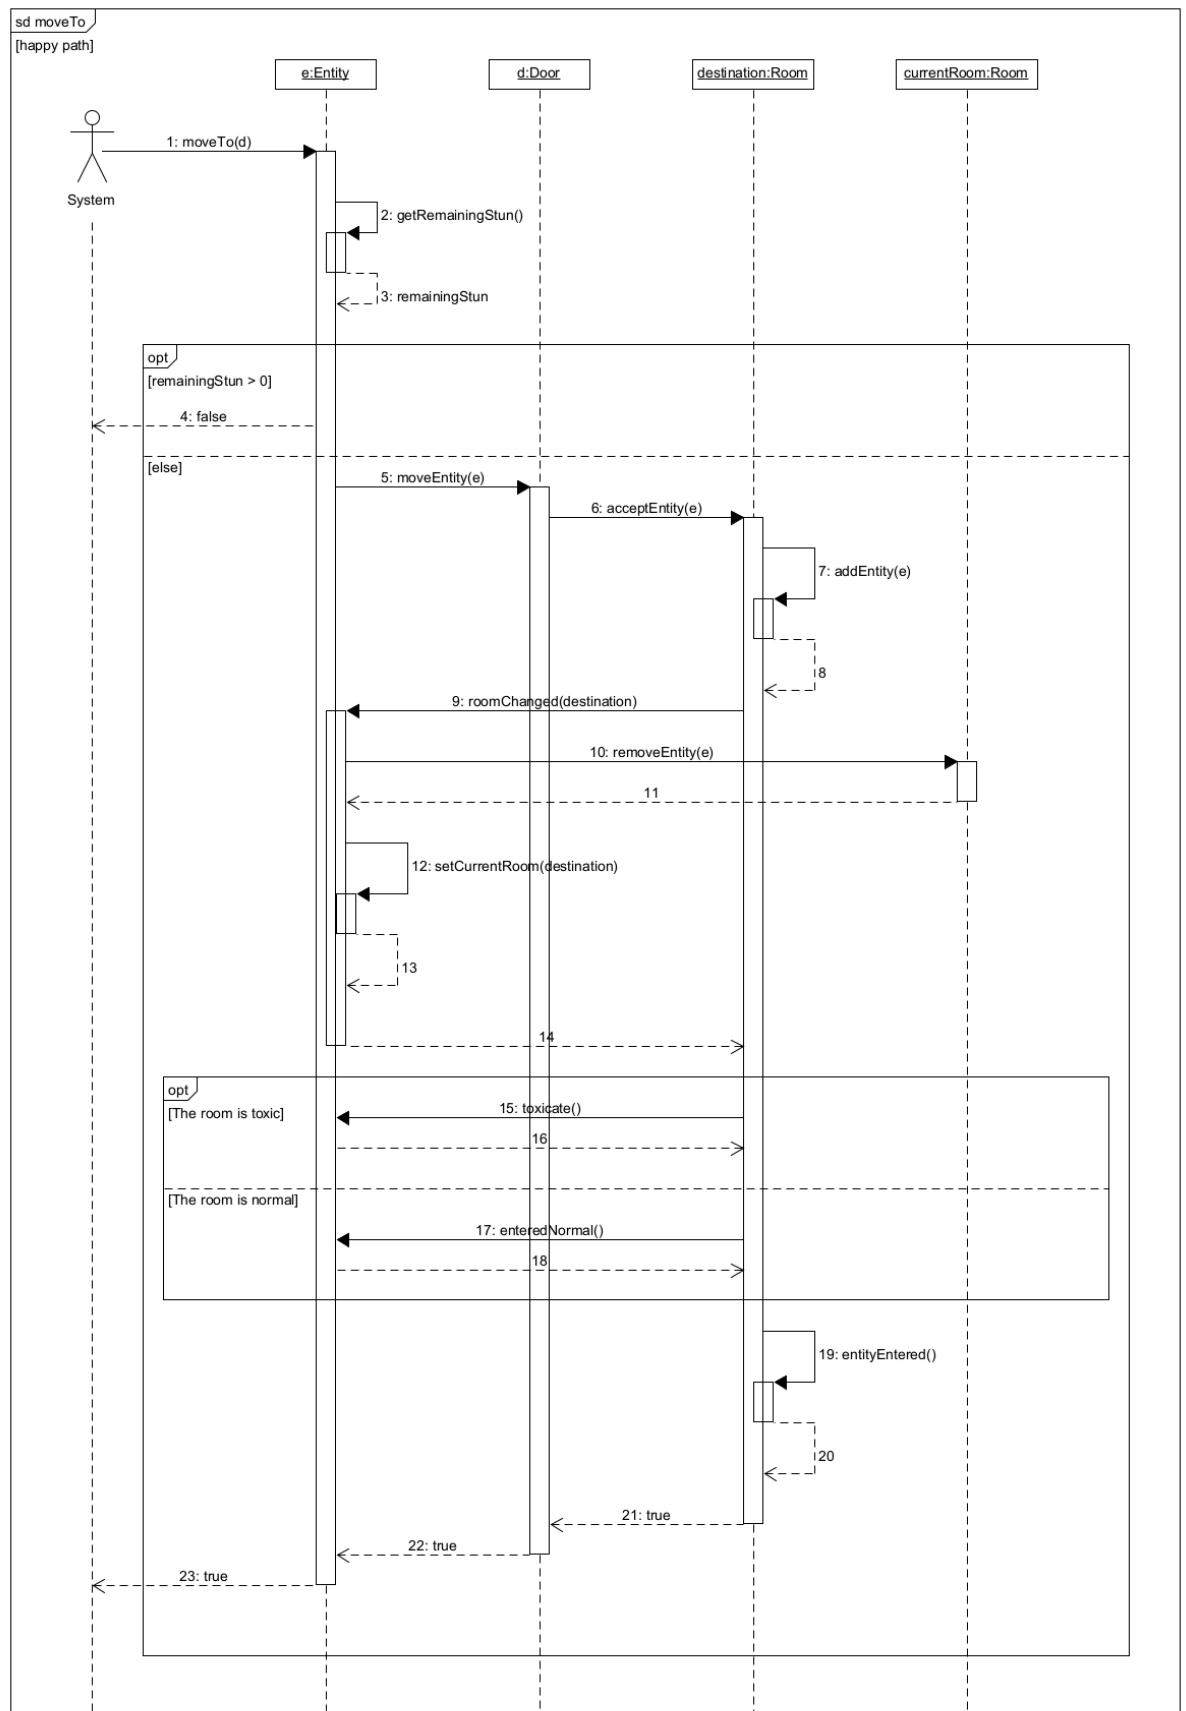 sd moveTo
[happy path]
e:Entity
d:Door
destination:Room
currentRoom:Room
System
1: moveTo(d)
2: getRemainingStun()
3: remainingStun
opt
[remainingStun > 0]
4: false
[else]
5: moveEntity(e)
6: acceptEntity(e)
7: addEntity(e)
8
9: roomChanged(destination)
10: removeEntity(e)
11
12: setCurrentRoom(destination)
13
14
opt
[The room is toxic]
15: toxicate()
16
[The room is normal]
17: enteredNormal()
18
19: entityEntered()
20
21: true
22: true
23: true